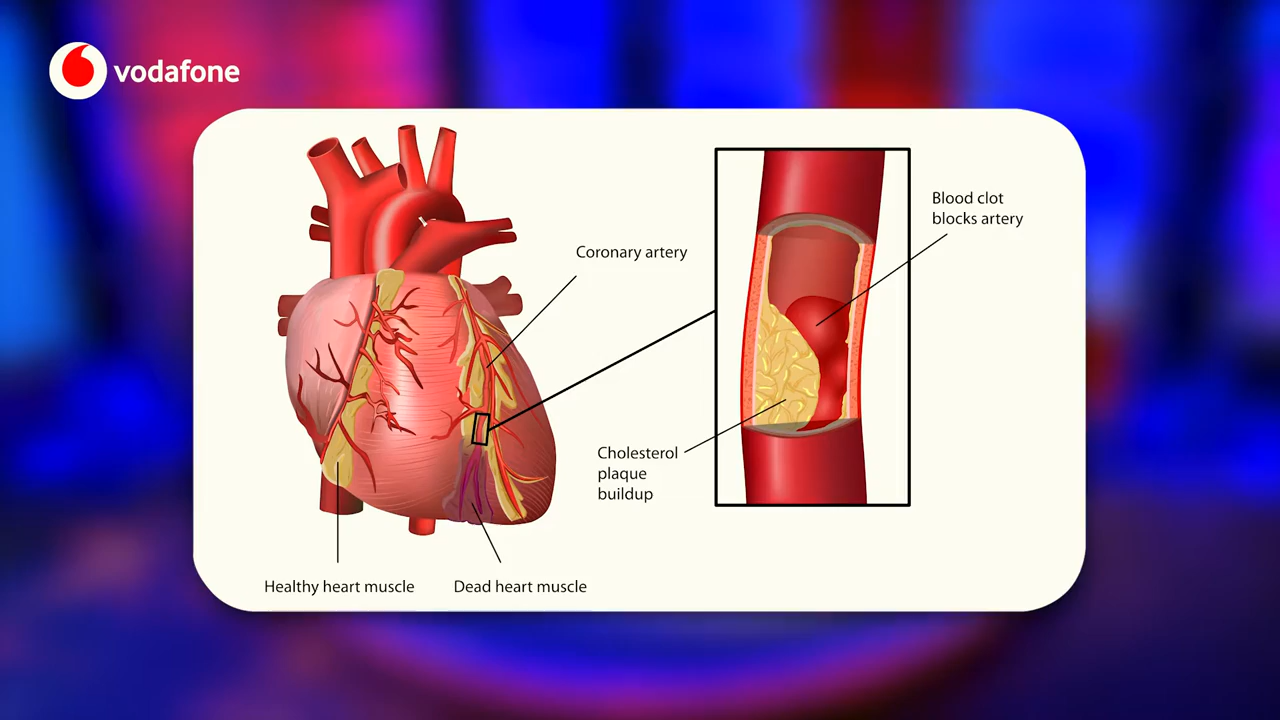 vodafone
Coronary artery
Blood clot
blocks artery
Cholesterol
plaque
buildup
Healthy heart muscle
Dead heart muscle